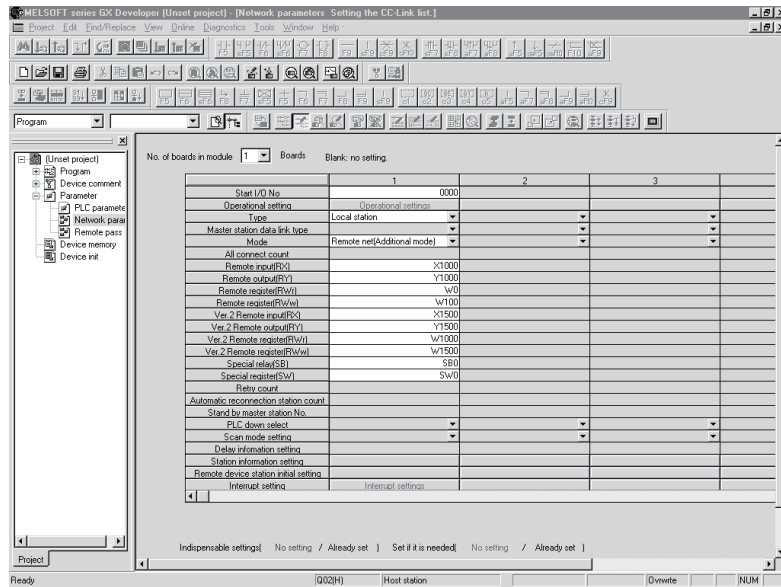 MELSOFT series GX Developer (Unset project) - [Network parameters Setting the CC-Link list.]
Project Edit Find/Replace View Online Diagnostics Tools Window Help
Program
(Unset project)
Program
Device comment
Parameter
PLC paramete
Network parar
Remote pass
Device memory
Device init
Project
No. of boards in module 1 Boards Blank: no setting.
1 2 3
Start I/O No 0000
Operational setting Operational settings
Type Local station
Master station data link type
Mode Remote net(Additional mode)
All connect count
Remote input(RX) X1000
Remote output(RY) Y1000
Remote register(RWr) W0
Remote register(RWw) W100
Ver.2 Remote input(RX) X1500
Ver.2 Remote output(RY) Y1500
Ver.2 Remote register(RWr) W1000
Ver.2 Remote register(RWw) W1500
Special relay(SB) SB0
Special register(SW) SW0
Retry count
Automatic reconnection station count
Stand by master station No.
PLC down select
Scan mode setting
Delay infomation setting
Station infomation setting
Remote device station initial setting
Interrupt setting Interrupt settings
Indispensable settings( No setting / Already set ) Set if it is needed( No setting / Already set )
Ready Q02(H) Host station Ovrwrte NUM